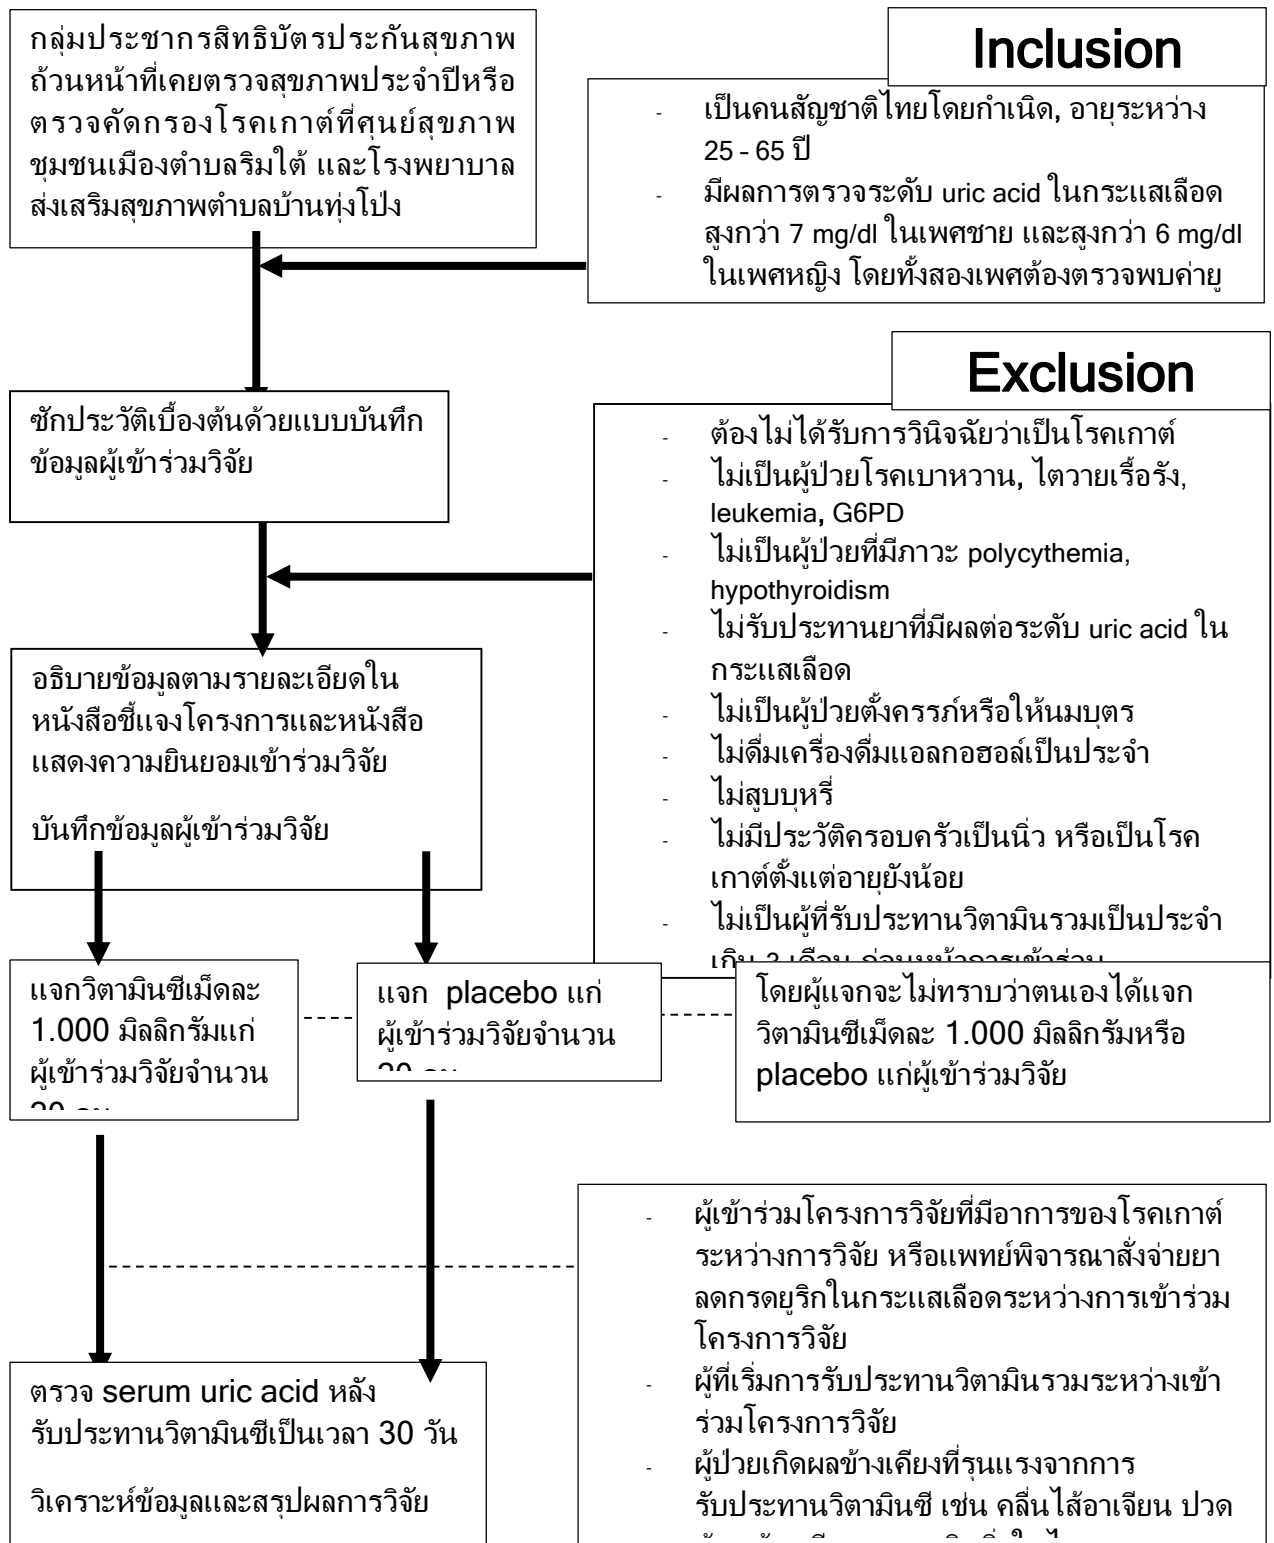 กลุ่มประชากรสิทธิบัตรประกันสุขภาพ
ถ้วนหน้าที่เคยตรวจสุขภาพประจำปีหรือ
ตรวจคัดกรองโรคเกาต์ที่ศูนย์สุขภาพ
ชุมชนเมืองตำบลริมใต้ และโรงพยาบาล
ส่งเสริมสุขภาพตำบลบ้านทุ่งโป่ง
Inclusion
- เป็นคนสัญชาติไทยโดยกำเนิด, อายุระหว่าง
25 – 65 ปี
- มีผลการตรวจระดับ uric acid ในกระแสเลือด
สูงกว่า 7 mg/dl ในเพศชาย และสูงกว่า 6 mg/dl
ในเพศหญิง โดยทั้งสองเพศต้องตรวจพบค่ายู
ซักประวัติเบื้องต้นด้วยแบบบันทึก
ข้อมูลผู้เข้าร่วมวิจัย
Exclusion
- ต้องไม่ได้รับการวินิจฉัยว่าเป็นโรคเกาต์
- ไม่เป็นผู้ป่วยโรคเบาหวาน, ไตวายเรื้อรัง,
leukemia, G6PD
- ไม่เป็นผู้ป่วยที่มีภาวะ polycythemia,
hypothyroidism
- ไม่รับประทานยาที่มีผลต่อระดับ uric acid ใน
กระแสเลือด
- ไม่เป็นผู้ป่วยตั้งครรภ์หรือให้นมบุตร
- ไม่ดื่มเครื่องดื่มแอลกอฮอล์เป็นประจำ
- ไม่สูบบุหรี่
- ไม่มีประวัติครอบครัวเป็นนิ่ว หรือเป็นโรค
เกาต์ตั้งแต่อายุยังน้อย
- ไม่เป็นผู้ที่รับประทานวิตามินรวมเป็นประจำ
อธิบายข้อมูลตามรายละเอียดใน
หนังสือชี้แจงโครงการและหนังสือ
แสดงความยินยอมเข้าร่วมวิจัย
บันทึกข้อมูลผู้เข้าร่วมวิจัย
แจกวิตามินซีเม็ดละ
1.000 มิลลิกรัมแก่
ผู้เข้าร่วมวิจัยจำนวน
แจก placebo แก่
ผู้เข้าร่วมวิจัยจำนวน
โดยผู้แจกจะไม่ทราบว่าตนเองได้แจก
วิตามินซีเม็ดละ 1.000 มิลลิกรัมหรือ
placebo แก่ผู้เข้าร่วมวิจัย
- ผู้เข้าร่วมโครงการวิจัยที่มีอาการของโรคเกาต์
ระหว่างการวิจัย หรือแพทย์พิจารณาสั่งจ่ายยา
ลดกรดยูริกในกระแสเลือดระหว่างการเข้าร่วม
โครงการวิจัย
- ผู้ที่เริ่มการรับประทานวิตามินรวมระหว่างเข้า
ร่วมโครงการวิจัย
- ผู้ป่วยเกิดผลข้างเคียงที่รุนแรงจากการ
รับประทานวิตามินซี เช่น คลื่นไส้อาเจียน ปวด
ตรวจ serum uric acid หลัง
รับประทานวิตามินซีเป็นเวลา 30 วัน
วิเคราะห์ข้อมูลและสรุปผลการวิจัย